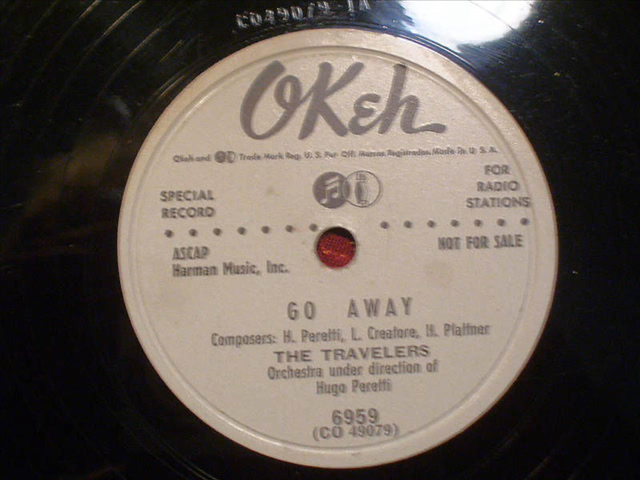 CO49079-1A
OKeh
Okeh and Trade Mark Reg. U. S. Pat. Off. Marcas Registradas. Made in U. S. A.
SPECIAL
RECORD
FOR
RADIO
STATIONS
ASCAP
Harman Music, Inc.
NOT FOR SALE
GO AWAY
Composers: H. Peretti, L. Creatore, H. Plattner
THE TRAVELERS
Orchestra under direction of
Hugo Peretti
6959
(CO 49079)